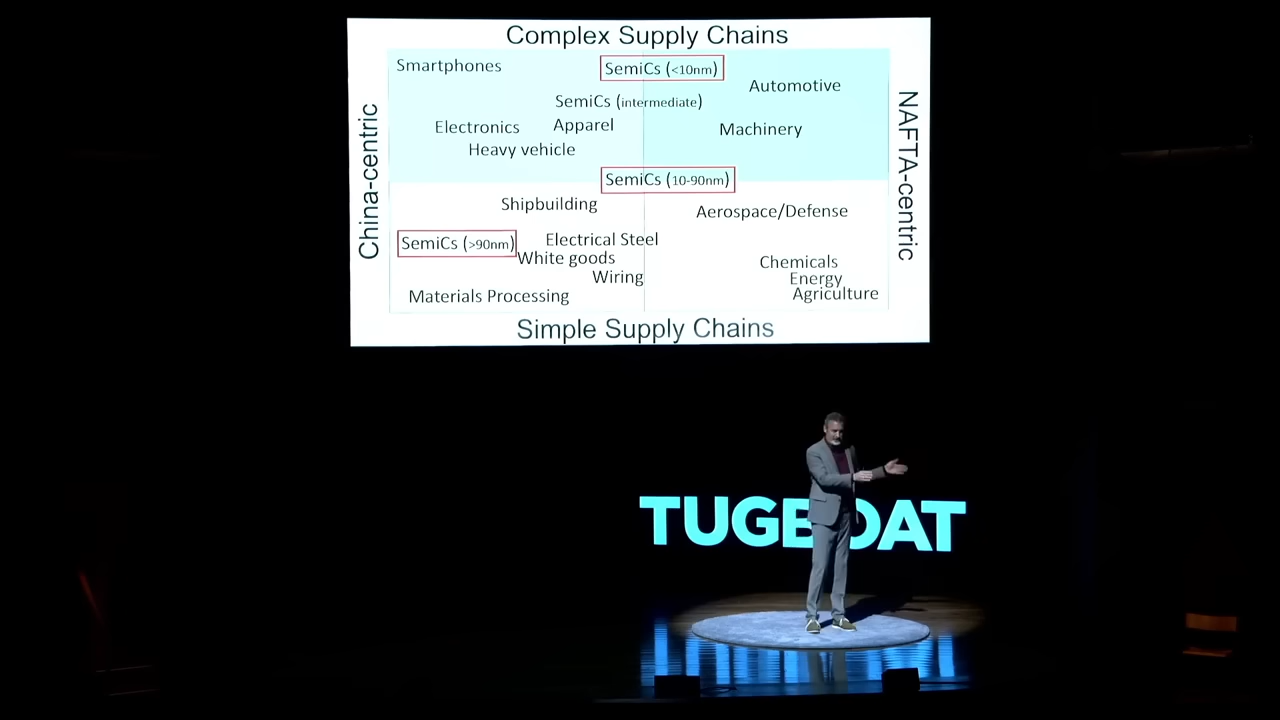 Complex Supply Chains
Smartphones
SemiCs (<10nm)
Automotive
SemiCs (intermediate)
Electronics
Apparel
Machinery
Heavy vehicle
China-centric
NAFTA-centric
SemiCs (10-90nm)
Shipbuilding
Aerospace/Defense
SemiCs (>90nm)
Electrical Steel
White goods
Chemicals
Wiring
Energy
Materials Processing
Agriculture
Simple Supply Chains
TUGBOAT